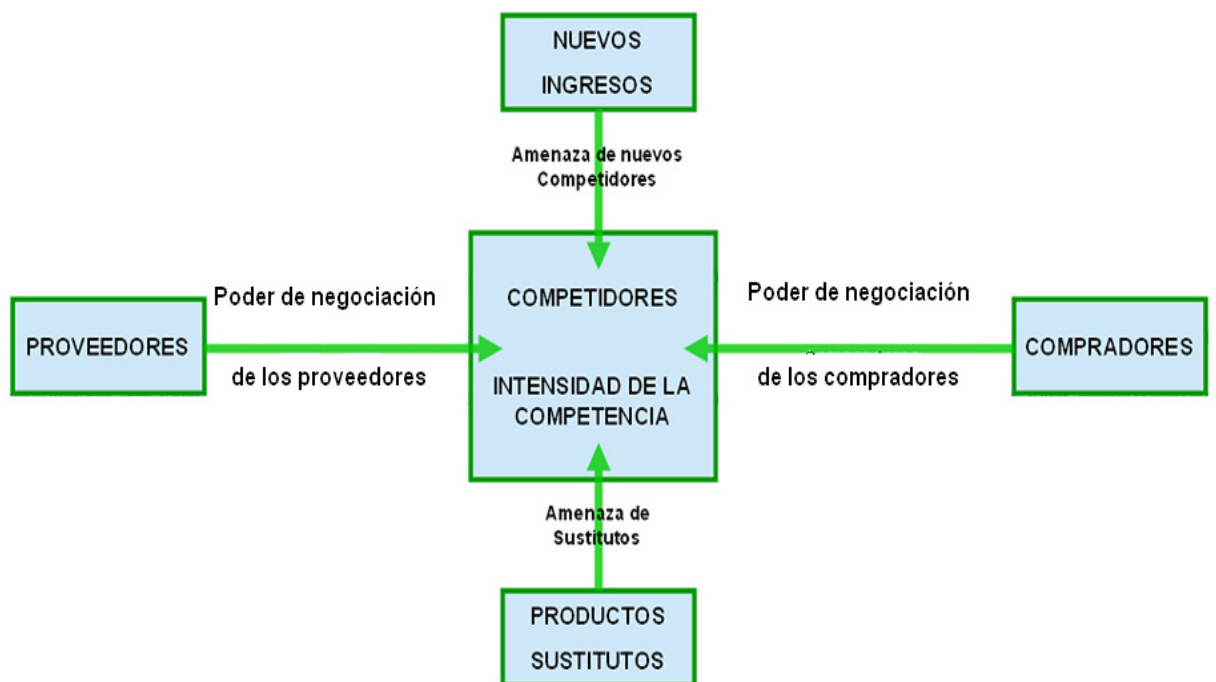 NUEVOS
INGRESOS
Amenaza de nuevos
Competidores
Poder de negociación
PROVEEDORES
de los proveedores
COMPETIDORES
INTENSIDAD DE LA
COMPETENCIA
Poder de negociación
COMPRADORES
de los compradores
Amenaza de
Sustitutos
PRODUCTOS
SUSTITUTOS